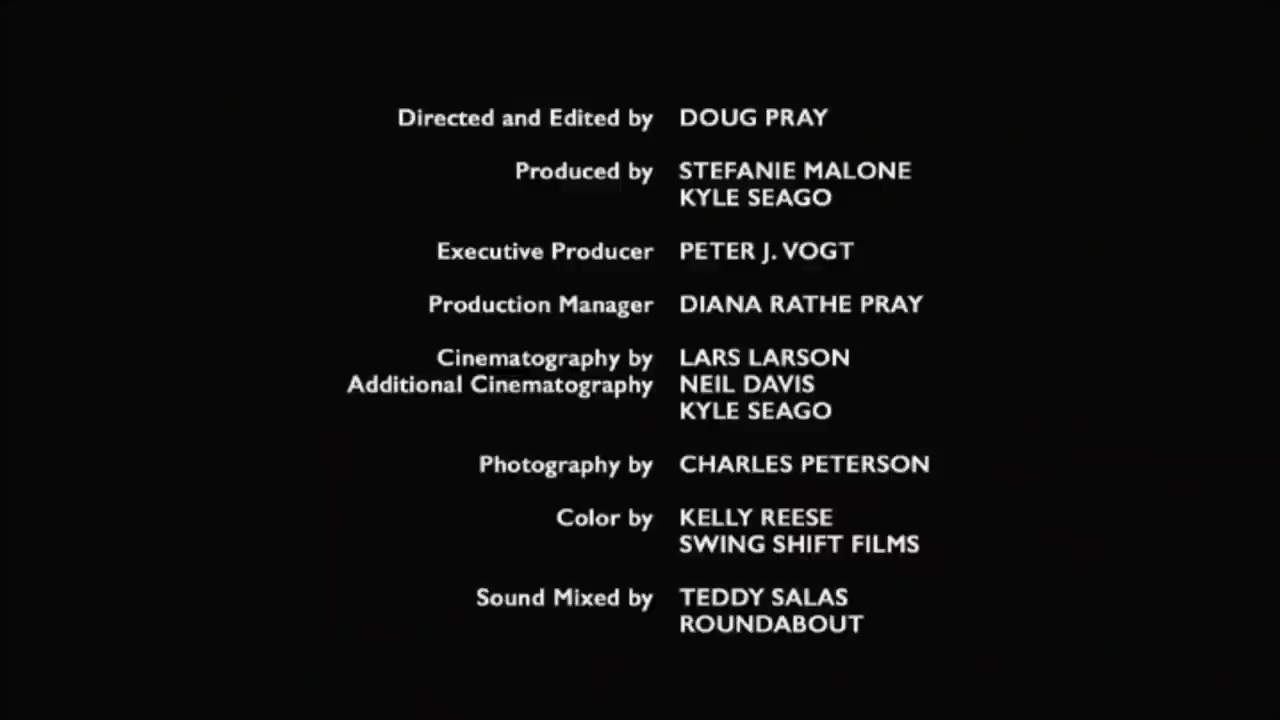 Directed and Edited by DOUG PRAY
Produced by STEFANIE MALONE
KYLE SEAGO
Executive Producer PETER J. VOGT
Production Manager DIANA RATHE PRAY
Cinematography by LARS LARSON
Additional Cinematography NEIL DAVIS
KYLE SEAGO
Photography by CHARLES PETERSON
Color by KELLY REESE
SWING SHIFT FILMS
Sound Mixed by TEDDY SALAS
ROUNDABOUT